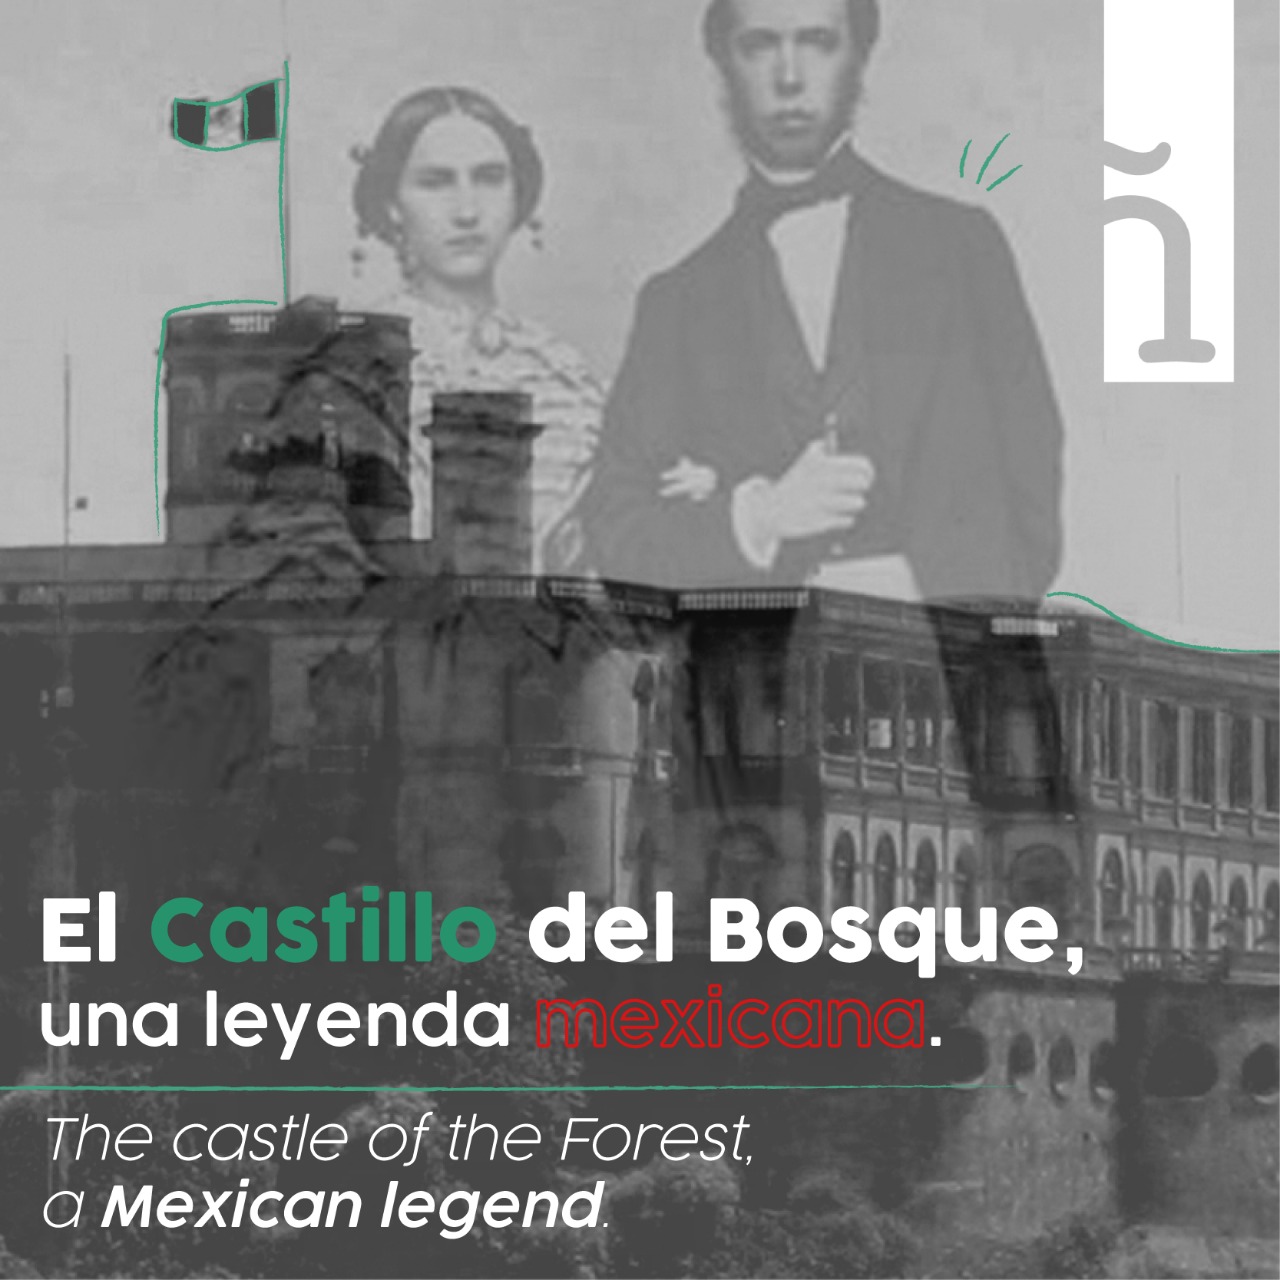 ñ
El Castillo del Bosque,
una leyenda mexicana.
The castle of the Forest,
a Mexican legend.